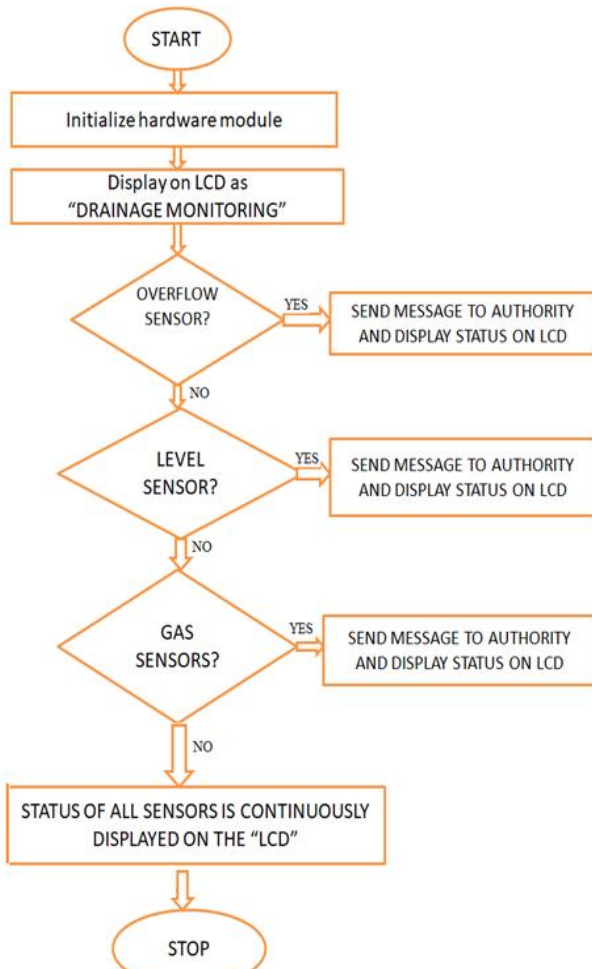 START
Initialize hardware module
Display on LCD as
“DRAINAGE MONITORING”
OVERFLOW
SENSOR?
YES
SEND MESSAGE TO AUTHORITY
AND DISPLAY STATUS ON LCD
NO
LEVEL
SENSOR?
YES
SEND MESSAGE TO AUTHORITY
AND DISPLAY STATUS ON LCD
NO
GAS
SENSORS?
YES
SEND MESSAGE TO AUTHORITY
AND DISPLAY STATUS ON LCD
NO
STATUS OF ALL SENSORS IS CONTINUOUSLY
DISPLAYED ON THE “LCD”
STOP